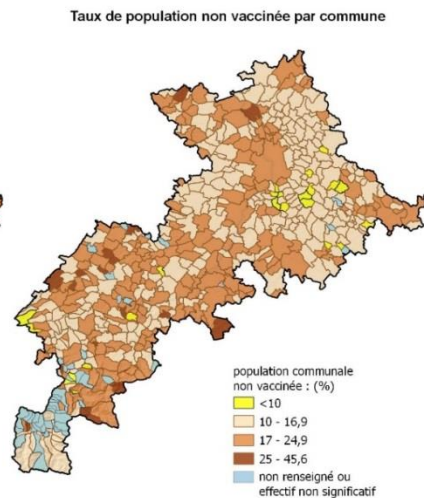 Taux de population non vaccinée par commune
population communale
non vaccinée : (%)
<10
10 - 16,9
17 - 24,9
25 - 45,6
non renseigné ou
effectif non significatif